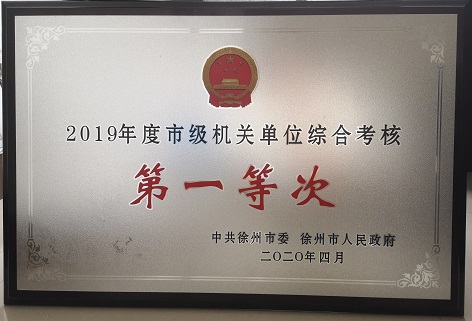 2019年度市级机关单位综合考核
第一等次
中共徐州市委 徐州市人民政府
二〇二〇年四月